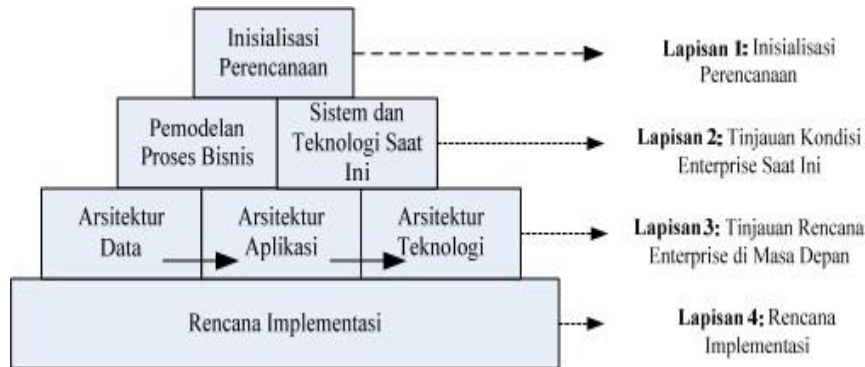 Inisialisasi
Perencanaan
Lapisan 1: Inisialisasi
Perencanaan
Pemodelan
Proses Bisnis
Sistem dan
Teknologi Saat
Ini
Lapisan 2: Tinjauan Kondisi
Enterprise Saat Ini
Arsitektur
Data
Arsitektur
Aplikasi
Arsitektur
Teknologi
Lapisan 3: Tinjauan Rencana
Enterprise di Masa Depan
Rencana Implementasi
Lapisan 4: Rencana
Implementasi